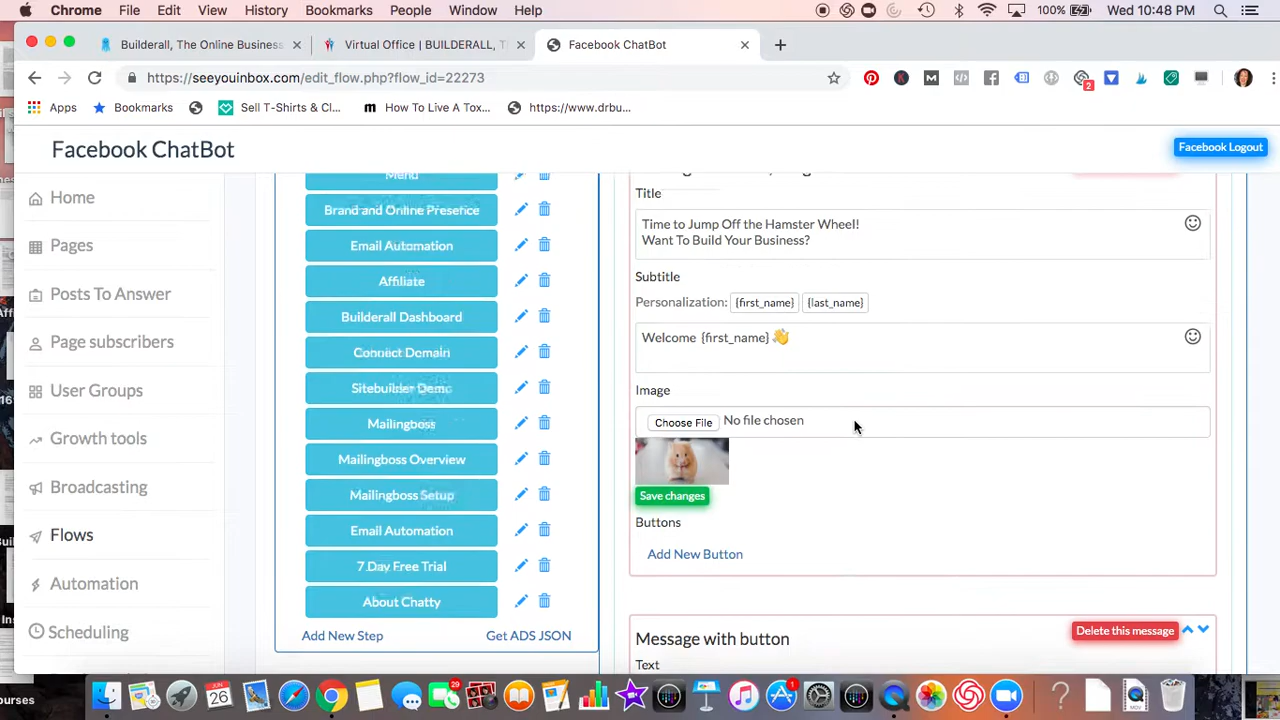 Chrome File Edit View History Bookmarks People Window Help 100% Wed 10:48 PM
Builderall, The Online Business Virtual Office | BUILDERALL, T Facebook ChatBot
https://seeyouinbox.com/edit_flow.php?flow_id=22273
2
Apps Bookmarks Sell T-Shirts & Cl... How To Live A Tox... https://www.drbu...
Facebook ChatBot
Facebook Logout
Home
Pages
Posts To Answer
Page subscribers
User Groups
Growth tools
Broadcasting
Flows
Automation
Scheduling
Menu
Brand and Online Presence
Email Automation
Affiliate
Builderall Dashboard
Connect Domain
Sitebuilder Demo
Mailingboss
Mailingboss Overview
Mailingboss Setup
Email Automation
7 Day Free Trial
About Chatty
Add New Step Get ADS JSON
Title
Time to Jump Off the Hamster Wheel!
Want To Build Your Business?
Subtitle
Personalization: {first_name} {last_name}
Welcome {first_name} 👋
Image
Choose File No file chosen
Save changes
Buttons
Add New Button
Message with button
Delete this message
Text
ourses
JUN
26
29
1